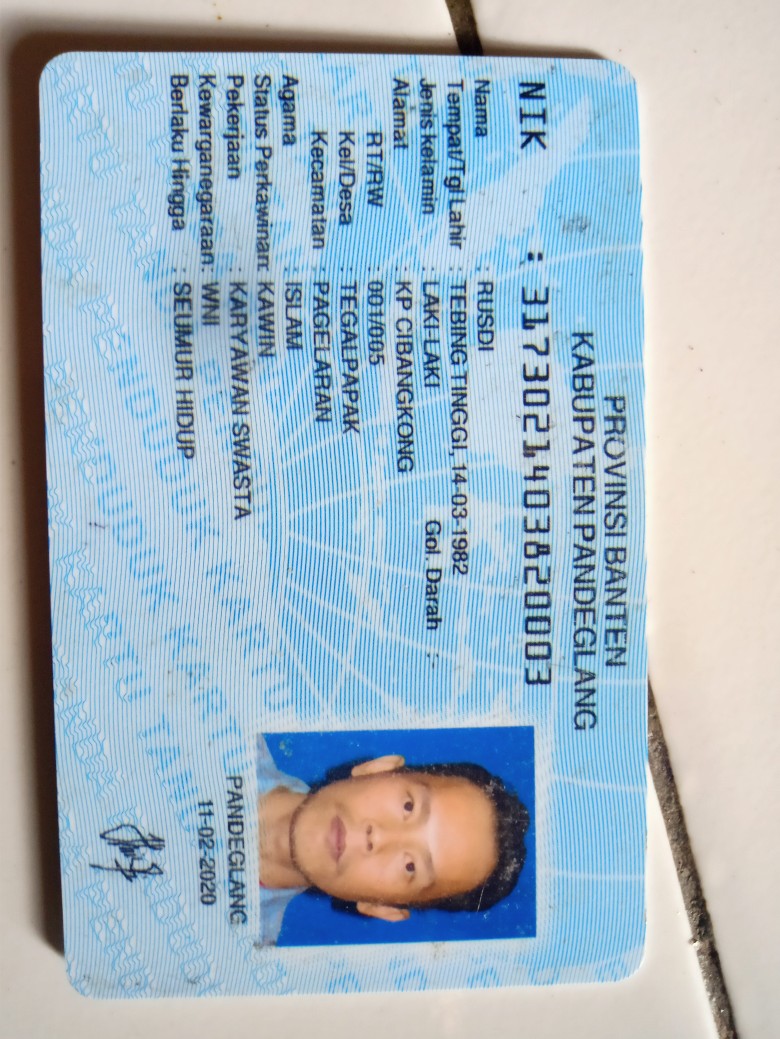 PROVINSI BANTEN
KABUPATEN PANDEGLANG
NIK : 3173021403820003
Nama : RUSDI
Tempat/Tgl Lahir : TEBING TINGGI, 14-03-1982
Jenis kelamin : LAKI-LAKI Gol. Darah :-
Alamat : KP CIBANGKONG
RT/RW : 001/005
Kel/Desa : TEGALPAPAK
Kecamatan : PAGELARAN
Agama : ISLAM
Status Perkawinan: KAWIN
Pekerjaan : KARYAWAN SWASTA
Kewarganegaraan: WNI
Berlaku Hingga : SEUMUR HIDUP
PANDEGLANG
11-02-2020